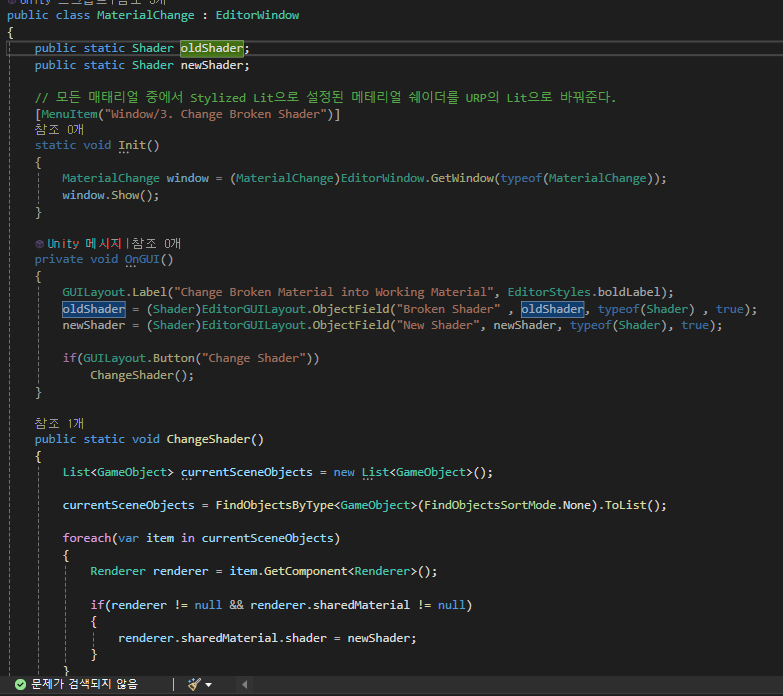 public class MaterialChange : EditorWindow
{
public static Shader oldShader;
public static Shader newShader;
// 모든 매태리얼 중에서 Stylized Lit으로 설정된 메테리얼 쉐이더를 URP의 Lit으로 바꿔준다.
[MenuItem("Window/3. Change Broken Shader")]
참조 0개
static void Init()
{
MaterialChange window = (MaterialChange)EditorWindow.GetWindow(typeof(MaterialChange));
window.Show();
}
Unity 메시지|참조 0개
private void OnGUI()
{
GUILayout.Label("Change Broken Material into Working Material", EditorStyles.boldLabel);
oldShader = (Shader)EditorGUILayout.ObjectField("Broken Shader" , oldShader, typeof(Shader) , true);
newShader = (Shader)EditorGUILayout.ObjectField("New Shader", newShader, typeof(Shader), true);
if(GUILayout.Button("Change Shader"))
ChangeShader();
}
참조 1개
public static void ChangeShader()
{
List<GameObject> currentSceneObjects = new List<GameObject>();
currentSceneObjects = FindObjectsByType<GameObject>(FindObjectsSortMode.None).ToList();
foreach(var item in currentSceneObjects)
{
Renderer renderer = item.GetComponent<Renderer>();
if(renderer != null && renderer.sharedMaterial != null)
{
renderer.sharedMaterial.shader = newShader;
}
}
문제가 검색되지 않음